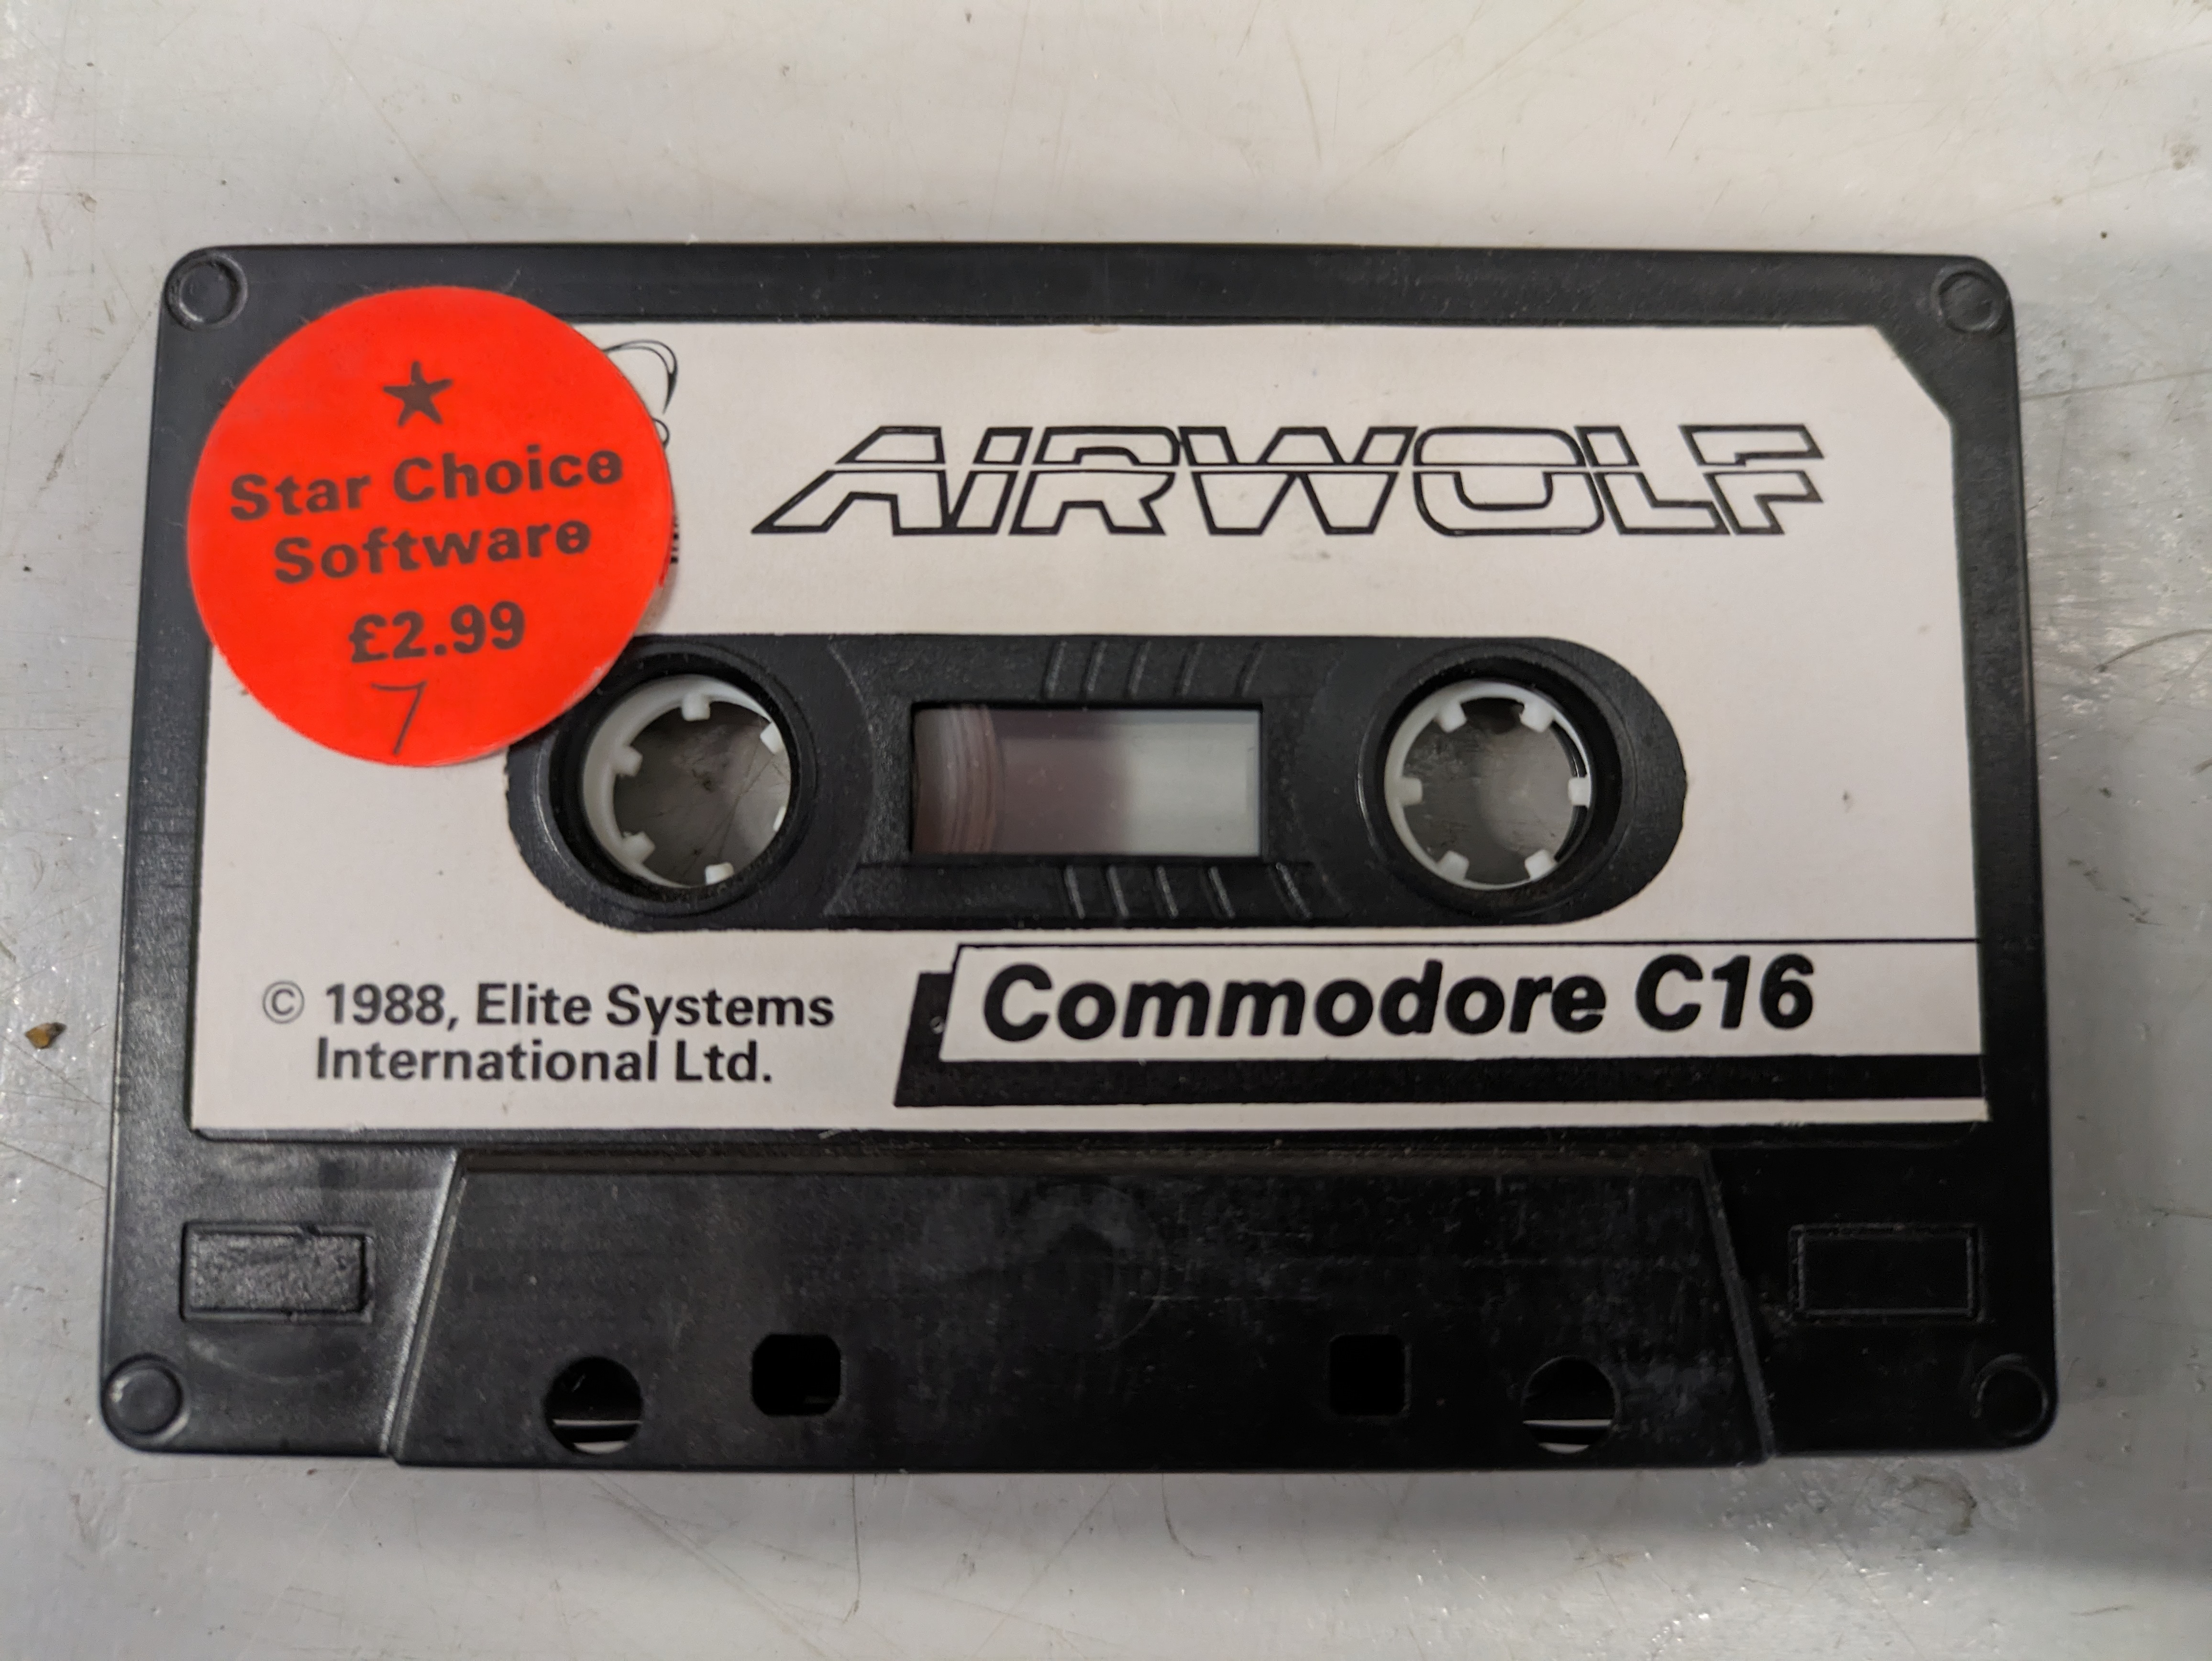 Star Choice
Software
£2.99
7
AIRWOLF
© 1988, Elite Systems
International Ltd.
Commodore C16